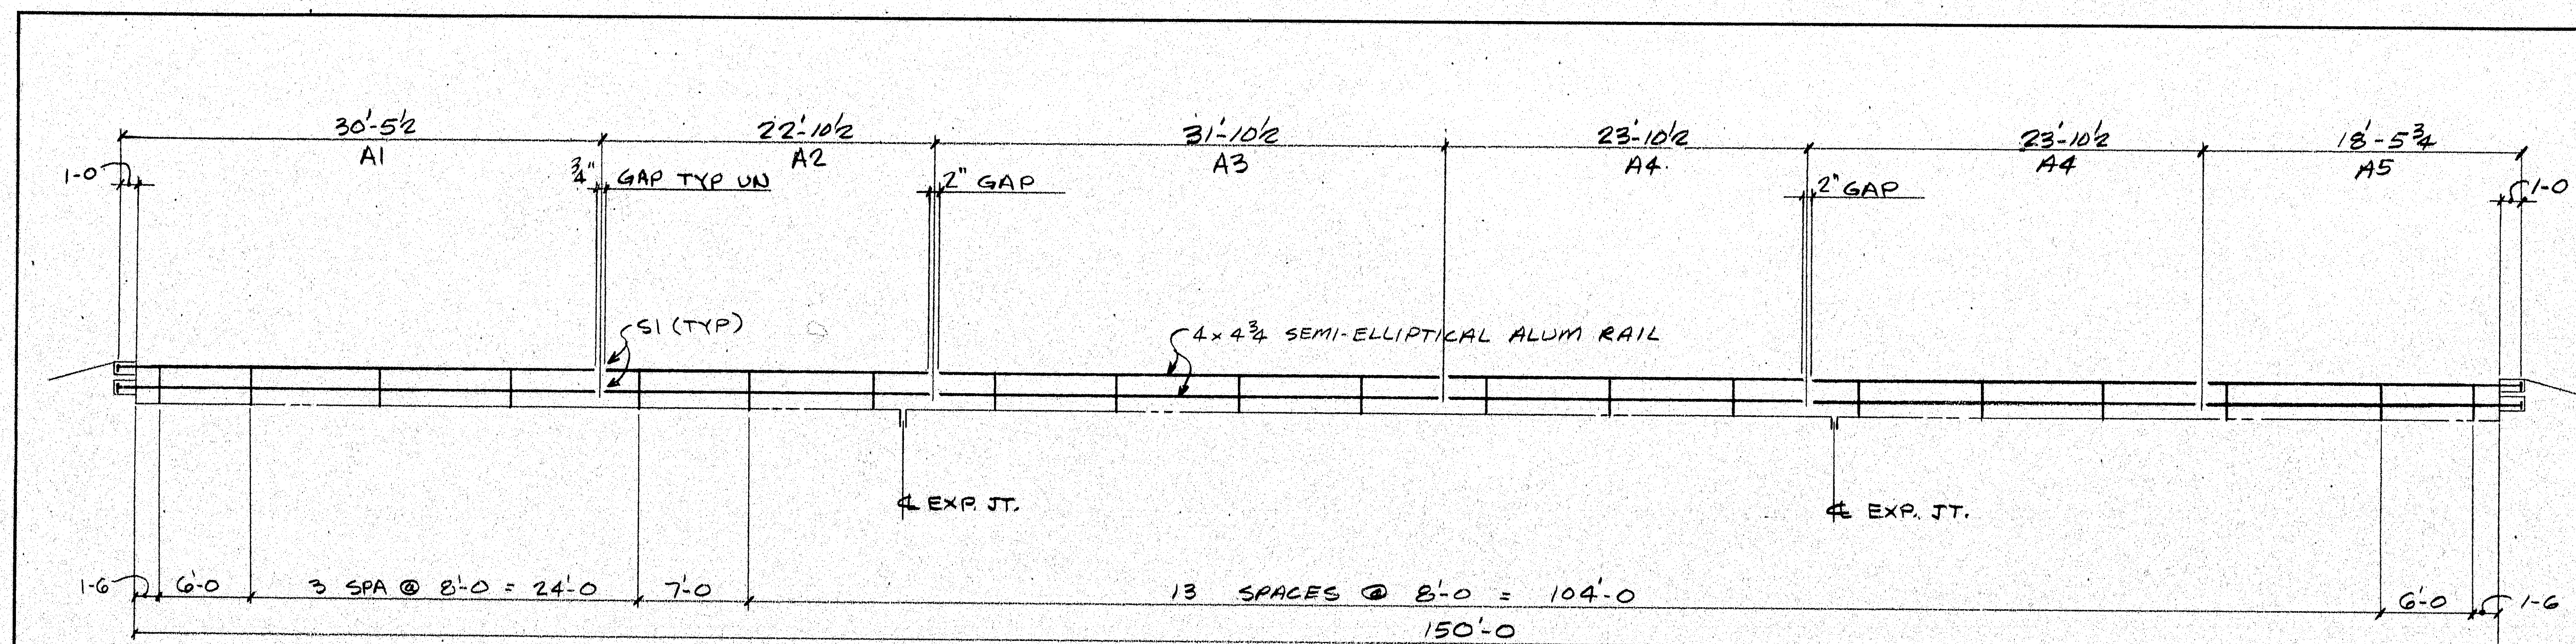 30'-5½ 22'-10½ 31'-10½ 23'-10½ 23'-10½ 18'-5¾
A1 A2 A3 A4. A4 A5
1-0 ¾" GAP TYP UN 2" GAP 2" GAP 1-0
S1 (TYP) 4 x 4¾ SEMI-ELLIPTICAL ALUM RAIL
℄ EXP. JT. ℄ EXP. JT.
1-6 6'-0 3 SPA @ 8'-0 = 24'-0 7'-0 13 SPACES @ 8'-0 = 104'-0 6'-0 1-6
150'-0